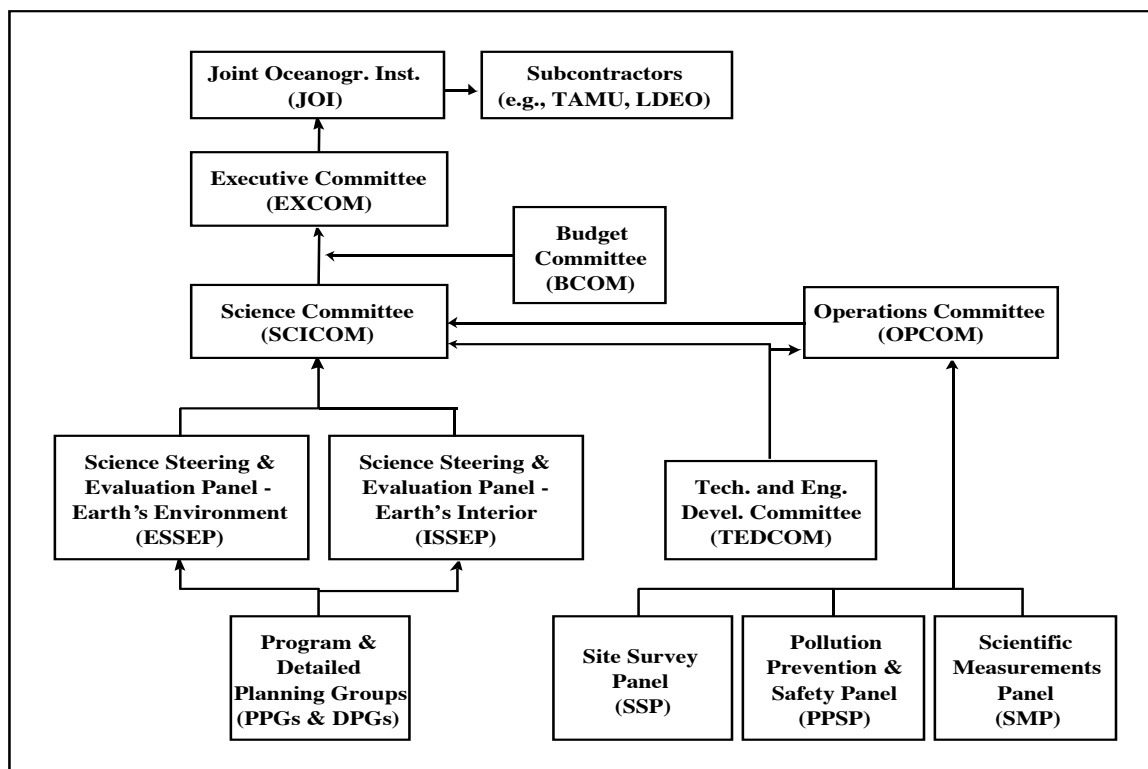 Joint Oceanogr. Inst.
(JOI)
Subcontractors
(e.g., TAMU, LDEO)
Executive Committee
(EXCOM)
Budget
Committee
(BCOM)
Science Committee
(SCICOM)
Operations Committee
(OPCOM)
Science Steering &
Evaluation Panel -
Earth’s Environment
(ESSEP)
Science Steering &
Evaluation Panel -
Earth’s Interior
(ISSEP)
Tech. and Eng.
Devel. Committee
(TEDCOM)
Program &
Detailed
Planning Groups
(PPGs & DPGs)
Site Survey
Panel
(SSP)
Pollution
Prevention &
Safety Panel
(PPSP)
Scientific
Measurements
Panel
(SMP)